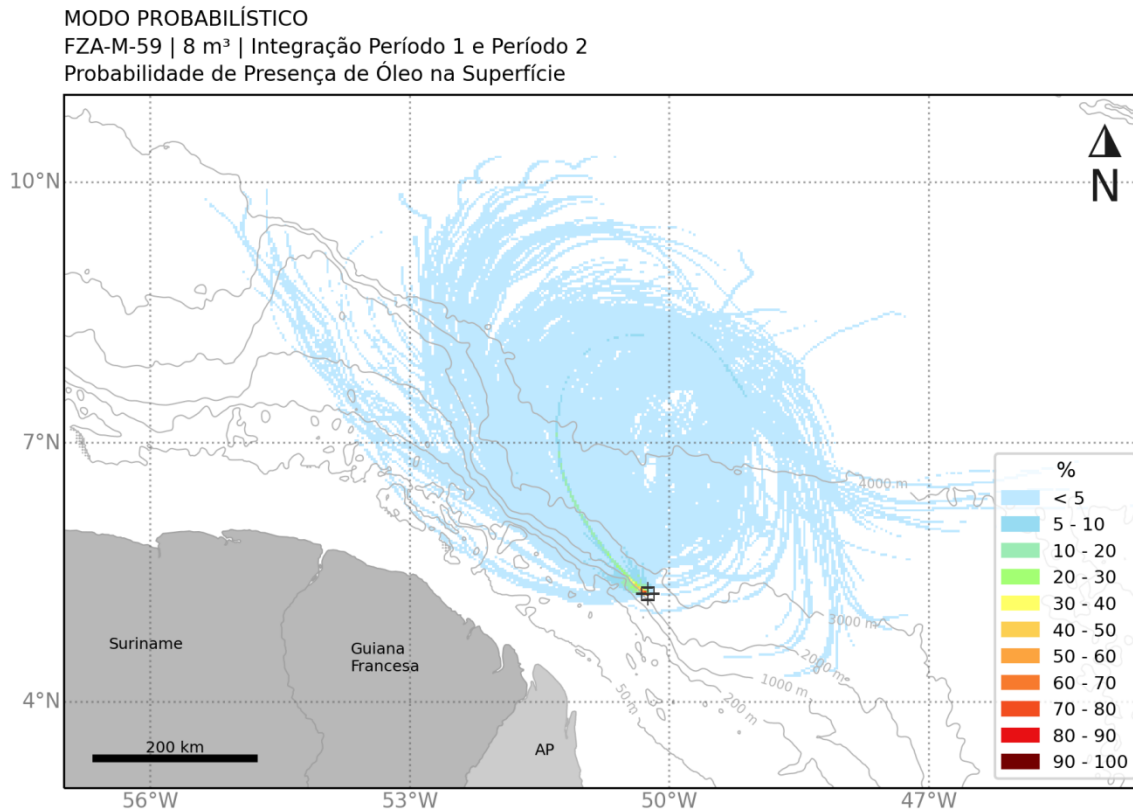 MODO PROBABILÍSTICO
FZA-M-59 | 8 m³ | Integração Período 1 e Período 2
Probabilidade de Presença de Óleo na Superfície
10°N
7°N
4°N
56°W
53°W
50°W
47°W
N
4000 m
3000 m
2000 m
1000 m
200 m
50 m
Suriname
Guiana
Francesa
AP
200 km
%
< 5
5 - 10
10 - 20
20 - 30
30 - 40
40 - 50
50 - 60
60 - 70
70 - 80
80 - 90
90 - 100